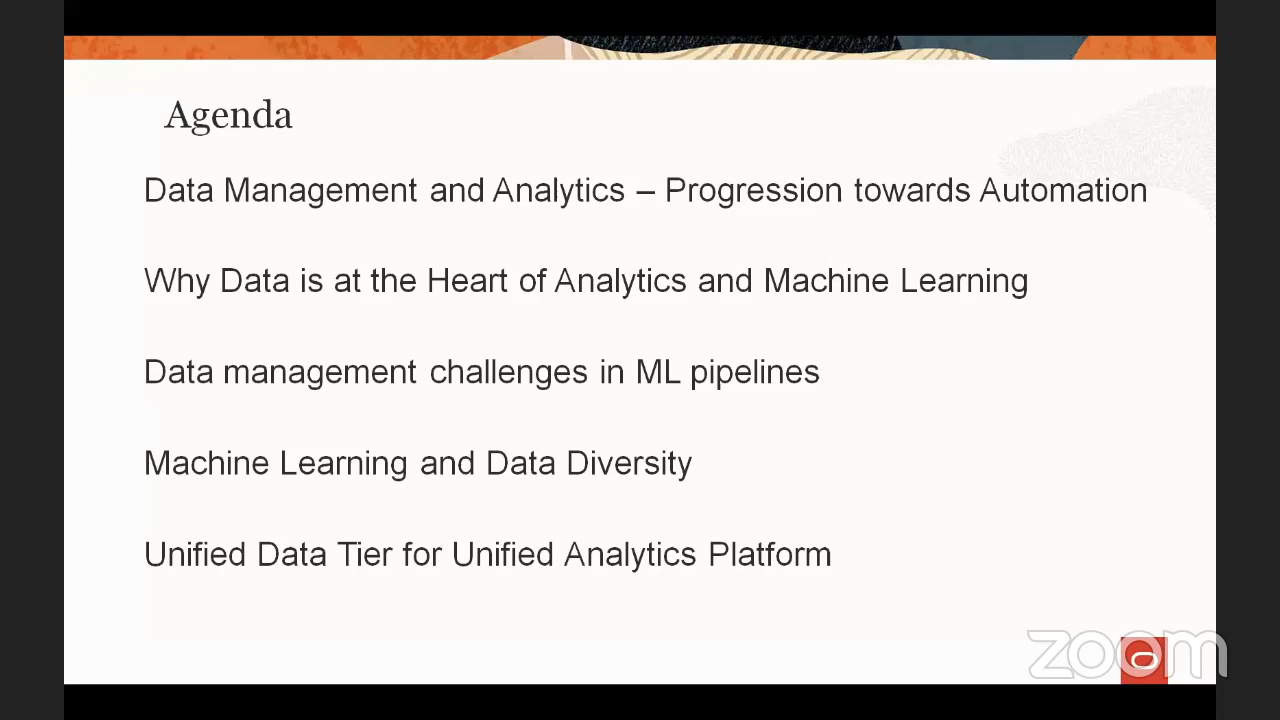 Agenda
Data Management and Analytics – Progression towards Automation
Why Data is at the Heart of Analytics and Machine Learning
Data management challenges in ML pipelines
Machine Learning and Data Diversity
Unified Data Tier for Unified Analytics Platform
zoom